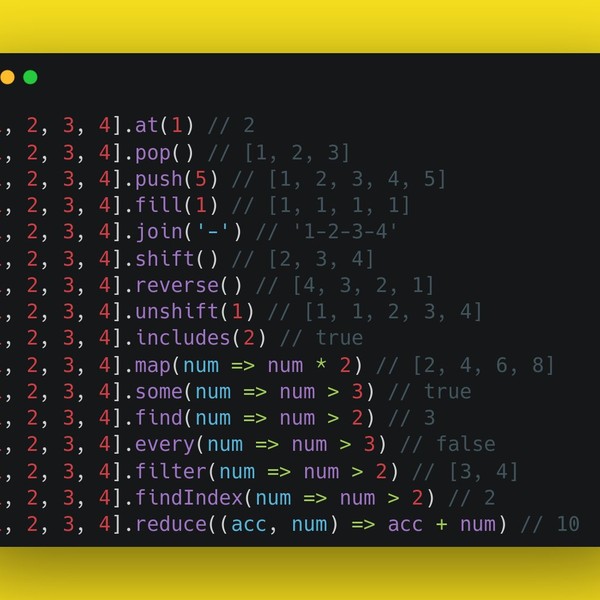 , 2, 3, 4].at(1) // 2
, 2, 3, 4].pop() // [1, 2, 3]
, 2, 3, 4].push(5) // [1, 2, 3, 4, 5]
, 2, 3, 4].fill(1) // [1, 1, 1, 1]
, 2, 3, 4].join('-') // '1-2-3-4'
, 2, 3, 4].shift() // [2, 3, 4]
, 2, 3, 4].reverse() // [4, 3, 2, 1]
, 2, 3, 4].unshift(1) // [1, 1, 2, 3, 4]
, 2, 3, 4].includes(2) // true
, 2, 3, 4].map(num => num * 2) // [2, 4, 6, 8]
, 2, 3, 4].some(num => num > 3) // true
, 2, 3, 4].find(num => num > 2) // 3
, 2, 3, 4].every(num => num > 3) // false
, 2, 3, 4].filter(num => num > 2) // [3, 4]
, 2, 3, 4].findIndex(num => num > 2) // 2
, 2, 3, 4].reduce((acc, num) => acc + num) // 10